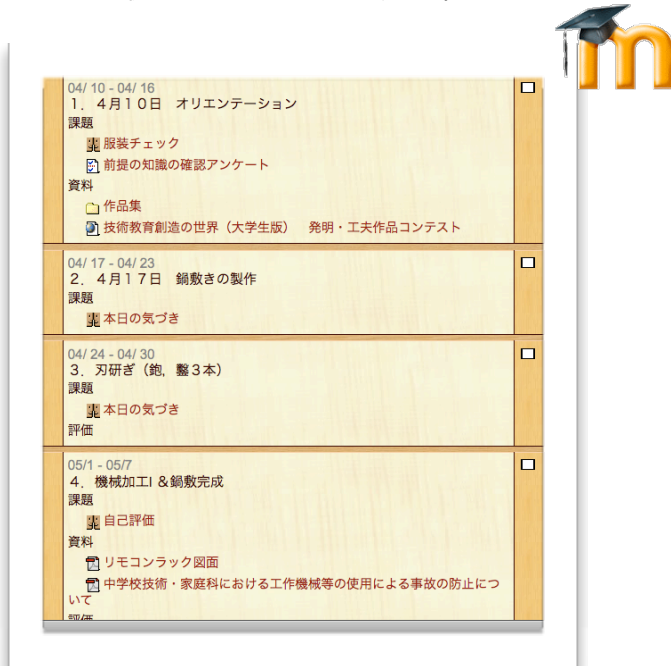 04/ 10 - 04/ 16
1．４月１０日　オリエンテーション
課題
服装チェック
前提の知識の確認アンケート
資料
作品集
技術教育創造の世界（大学生版）　発明・工夫作品コンテスト
04/ 17 - 04/ 23
2．４月１７日　鍋敷きの製作
課題
本日の気づき
04/ 24 - 04/ 30
3．刃研ぎ（鉋，鑿３本）
課題
本日の気づき
評価
05/1 - 05/7
4．機械加工I＆鍋敷完成
課題
自己評価
資料
リモコンラック図面
中学校技術・家庭科における工作機械等の使用による事故の防止につ
いて
評価
m